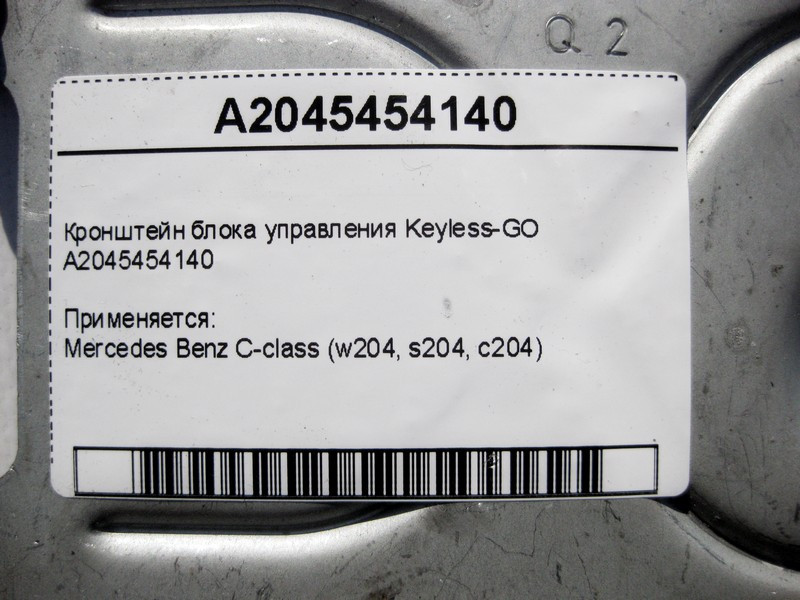 Q 2
A2045454140
Кронштейн блока управления Keyless-GO
A2045454140
Применяется:
Mercedes Benz C-class (w204, s204, c204)